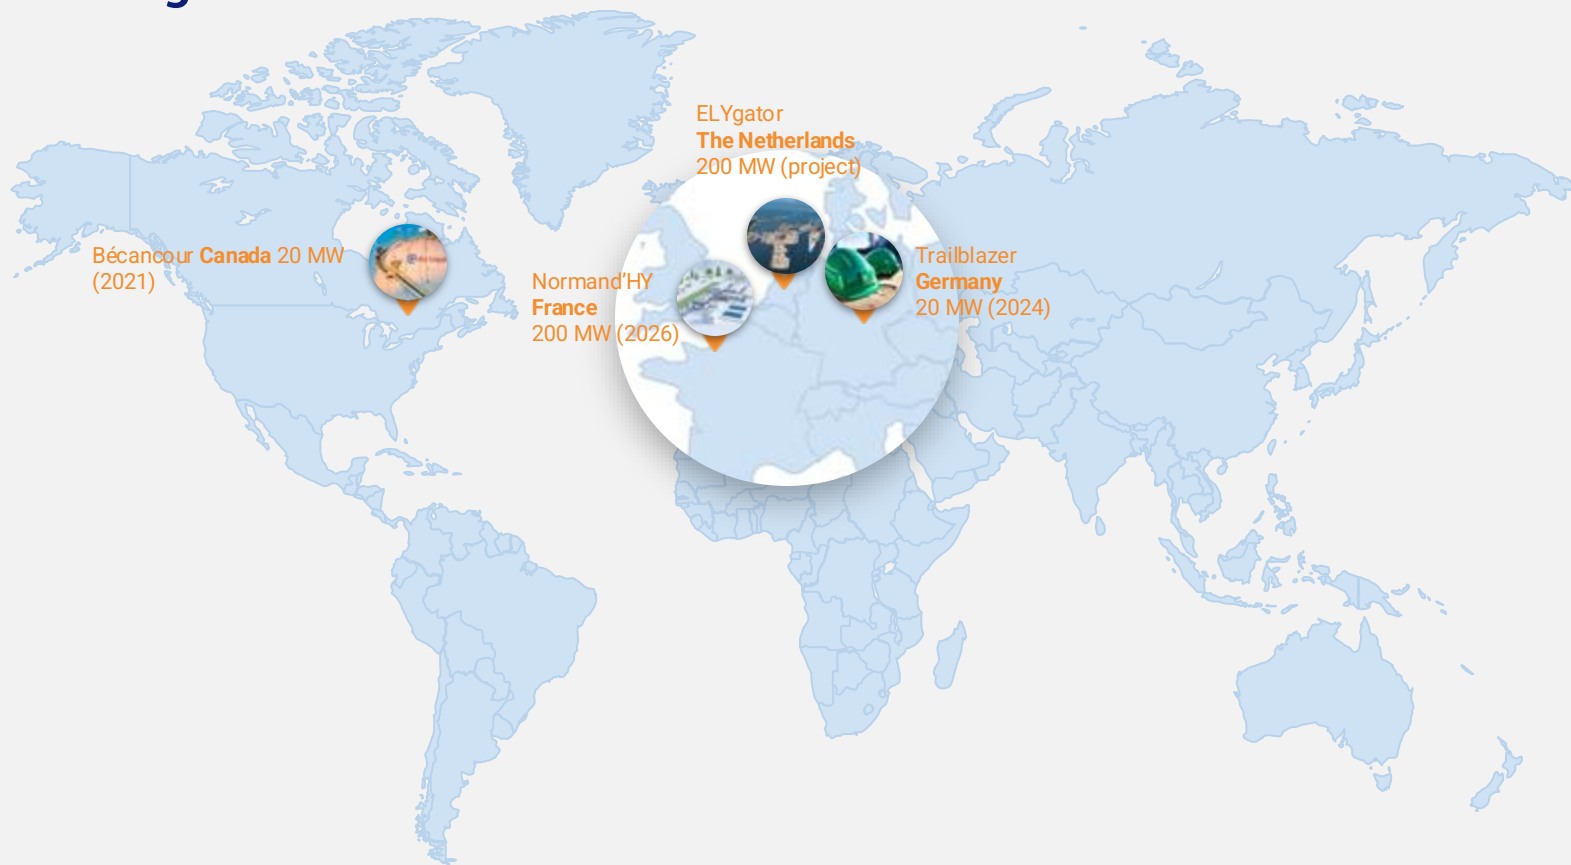 ELYgator
The Netherlands
200 MW (project)
Bécancour Canada 20 MW
(2021)
Normand’HY
France
200 MW (2026)
Trailblazer
Germany
20 MW (2024)